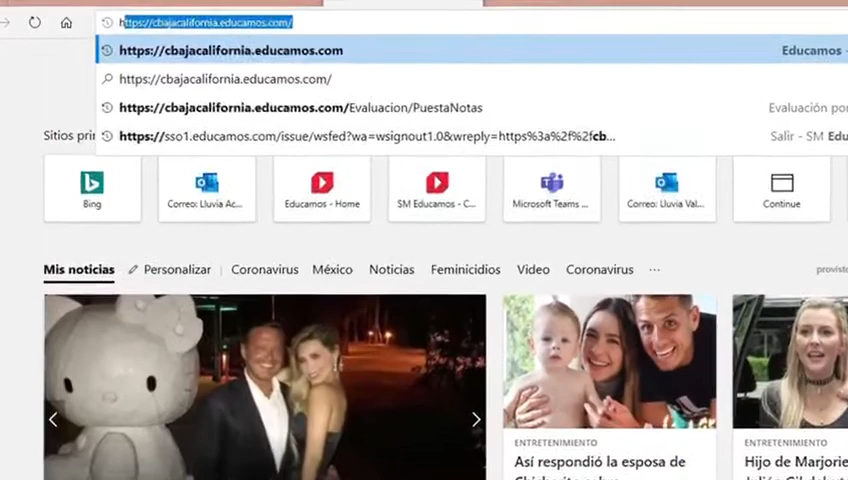 https://cbajacalifornia.educamos.com/
https://cbajacalifornia.educamos.com Educamos -
https://cbajacalifornia.educamos.com/
https://cbajacalifornia.educamos.com/Evaluacion/PuestaNotas Evaluación por
https://sso1.educamos.com/issue/wsfed?wa=wsignout1.0&wreply=https%3a%2f%2fcb... Salir - SM Edu
Sitios prin
Bing
Correo: Lluvia Ac...
Educamos - Home
SM Educamos - C...
Microsoft Teams ...
Correo: Lluvia Val...
Continue
Mis noticias Personalizar Coronavirus México Noticias Feminicidios Video Coronavirus ... provisto
ENTRETENIMIENTO
Así respondió la esposa de
ENTRETENIMIENTO
Hijo de Marjorie